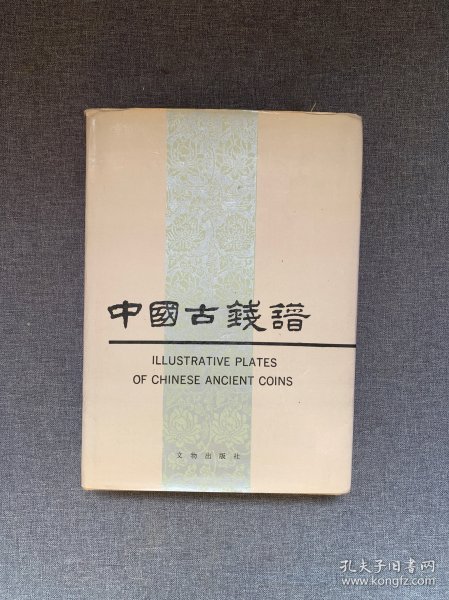 中國古錢譜
ILLUSTRATIVE PLATES
OF CHINESE ANCIENT COINS
文物出版社
孔夫子旧书网
www.kongfz.com